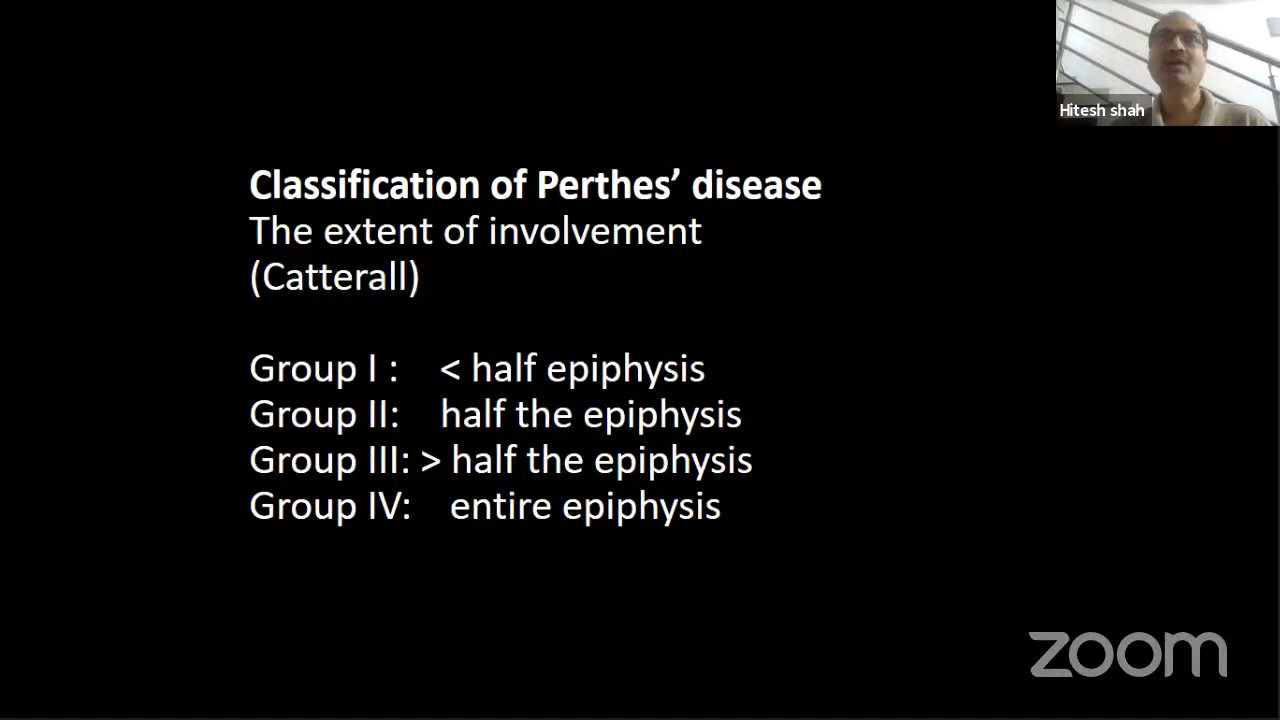 Hitesh shah
Classification of Perthes’ disease
The extent of involvement
(Catterall)
Group I : < half epiphysis
Group II: half the epiphysis
Group III: > half the epiphysis
Group IV: entire epiphysis
zoom